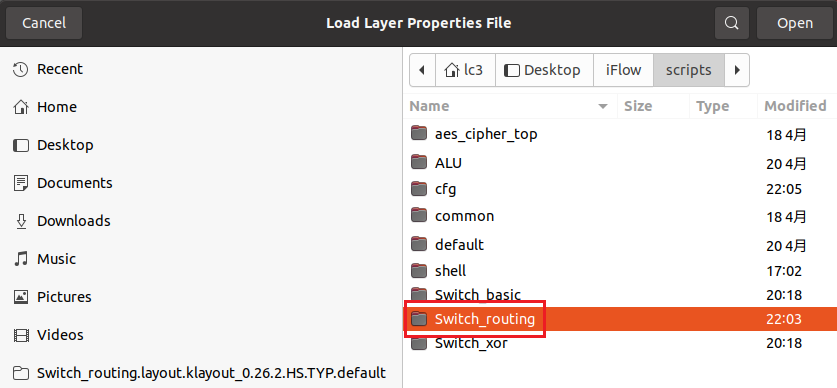 Cancel
Load Layer Properties File
Open
Recent
Home
Desktop
Documents
Downloads
Music
Pictures
Videos
Switch_routing.layout.klayout_0.26.2.HS.TYP.default
lc3 Desktop iFlow scripts
Name Size Type Modified
aes_cipher_top 18 4月
ALU 20 4月
cfg 22:05
common 18 4月
default 20 4月
shell 17:02
Switch_basic 20:18
Switch_routing 22:03
Switch_xor 20:18